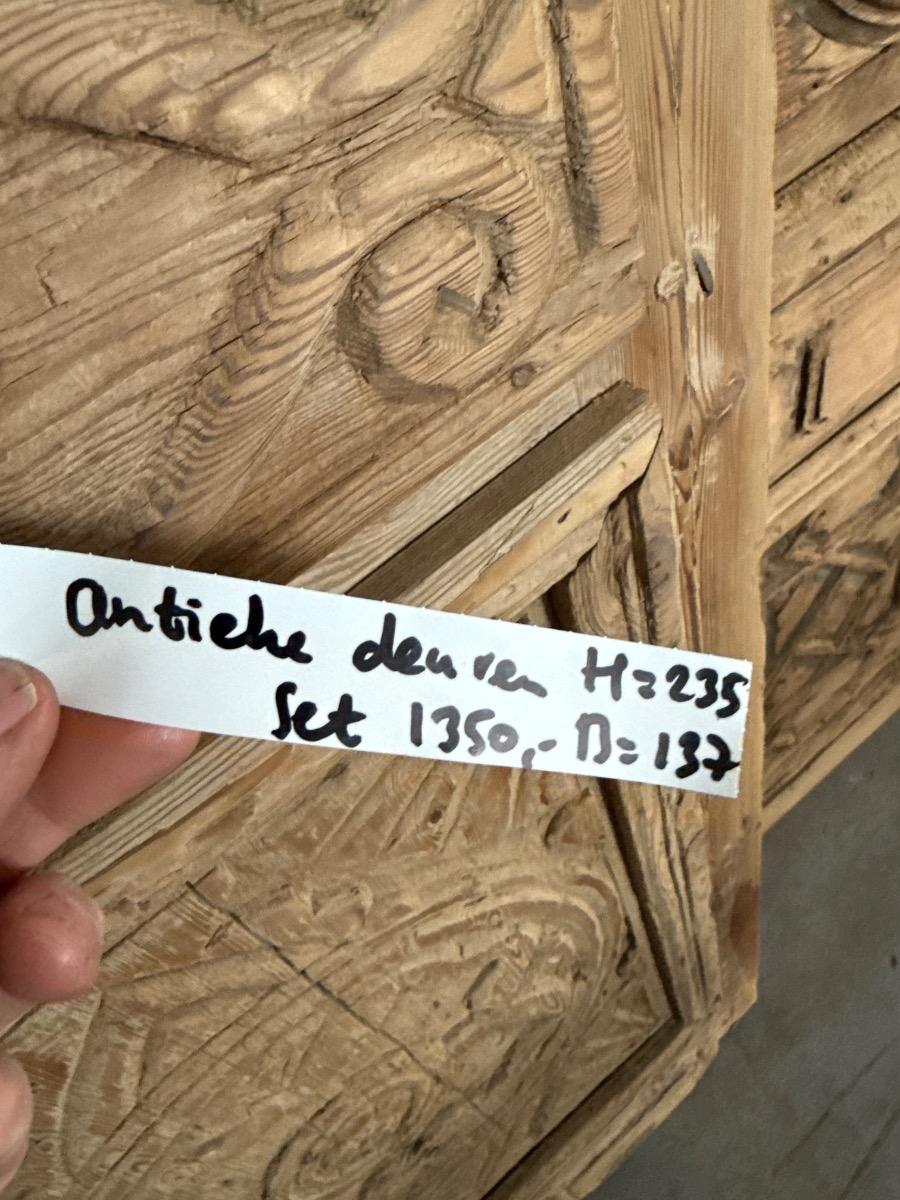 Antieke deuren H=235
Set 1350,- B=137